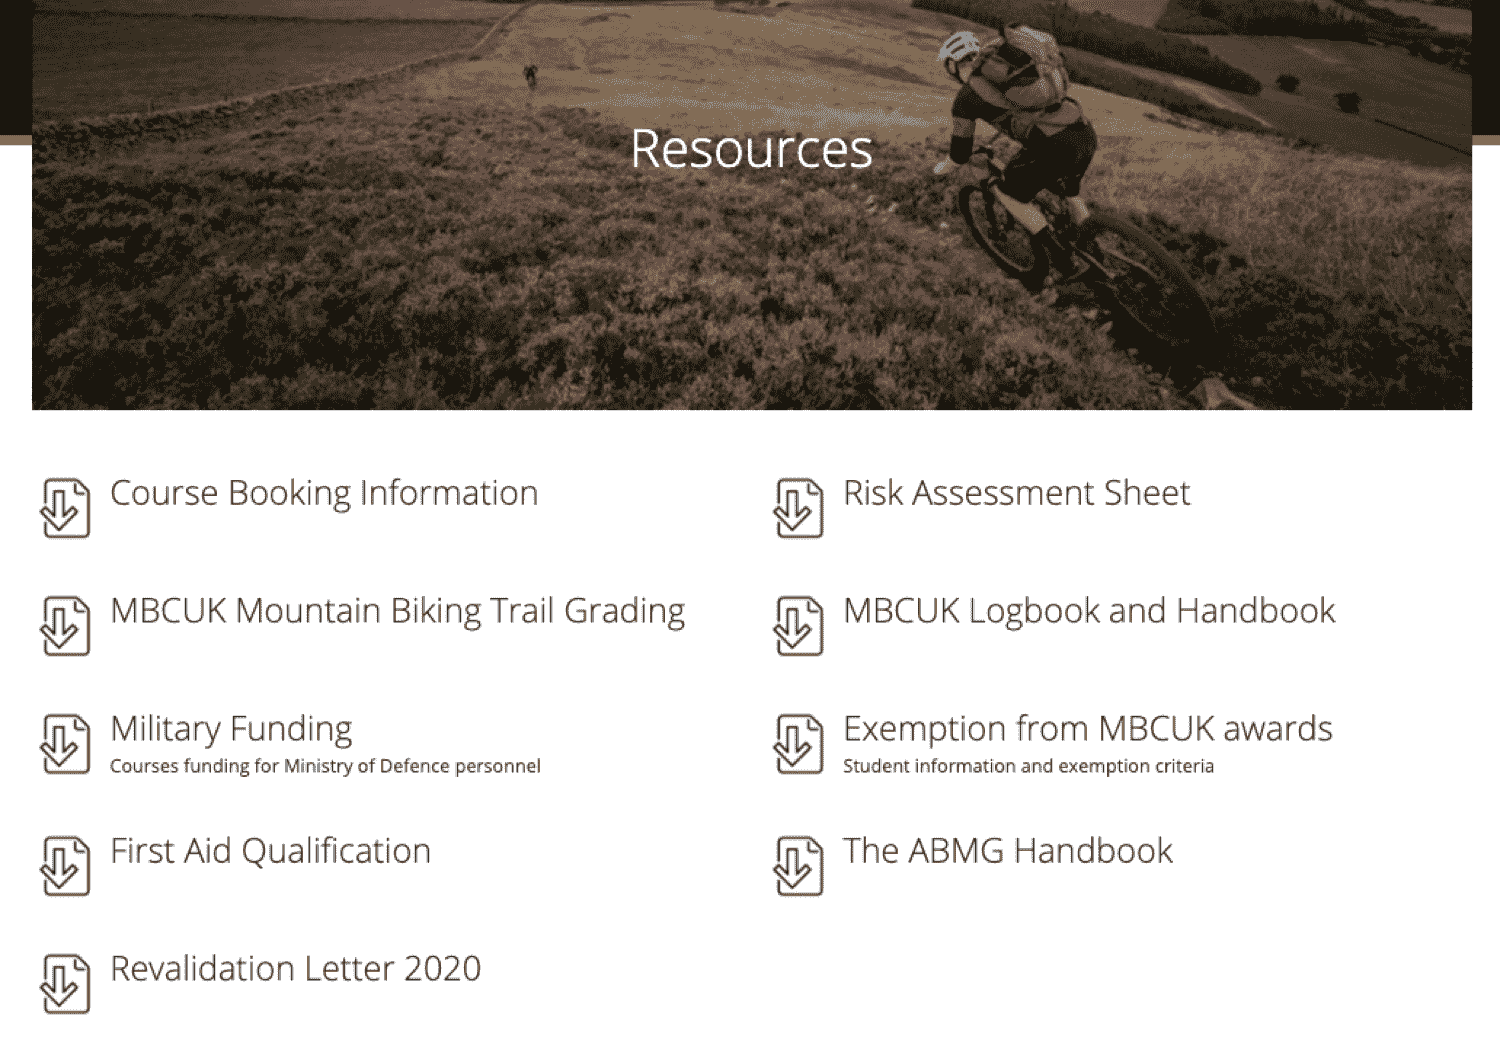 Resources
Course Booking Information
Risk Assessment Sheet
MBCUK Mountain Biking Trail Grading
MBCUK Logbook and Handbook
Military Funding
Courses funding for Ministry of Defence personnel
Exemption from MBCUK awards
Student information and exemption criteria
First Aid Qualification
The ABMG Handbook
Revalidation Letter 2020